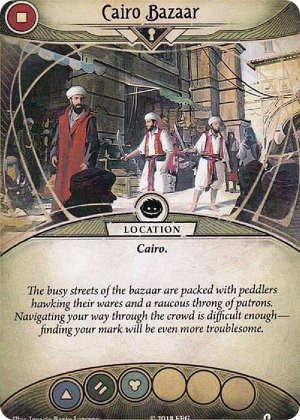 Cairo Bazaar
LOCATION
Cairo.
The busy streets of the bazaar are packed with peddlers
hawking their wares and a raucous throng of patrons.
Navigating your way through the crowd is difficult enough—
finding your mark will be even more troublesome.
© 2018 FFG